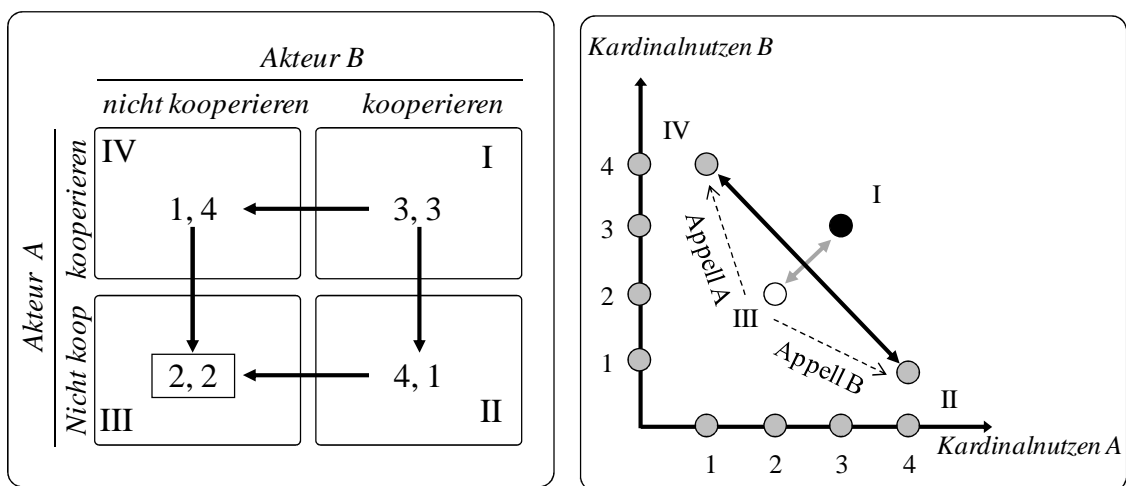 Akteur B
nicht kooperieren kooperieren
Akteur A
kooperieren
Nicht koop
IV
I
1, 4
3, 3
2, 2
4, 1
III
II
Kardinalnutzen B
IV
4
I
3
Appell A
2
III
1
Appell B
II
Kardinalnutzen A
1 2 3 4